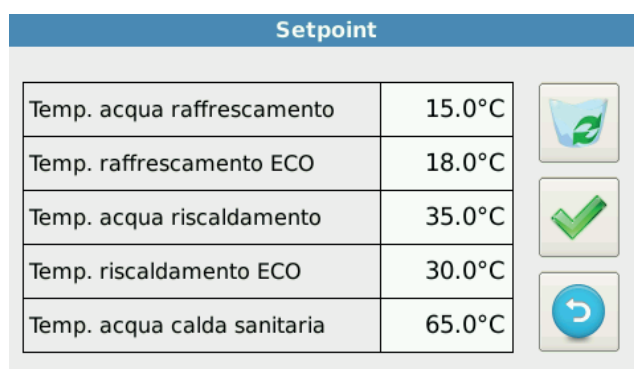 Setpoint
Temp. acqua raffrescamento 15.0°C
Temp. raffrescamento ECO 18.0°C
Temp. acqua riscaldamento 35.0°C
Temp. riscaldamento ECO 30.0°C
Temp. acqua calda sanitaria 65.0°C